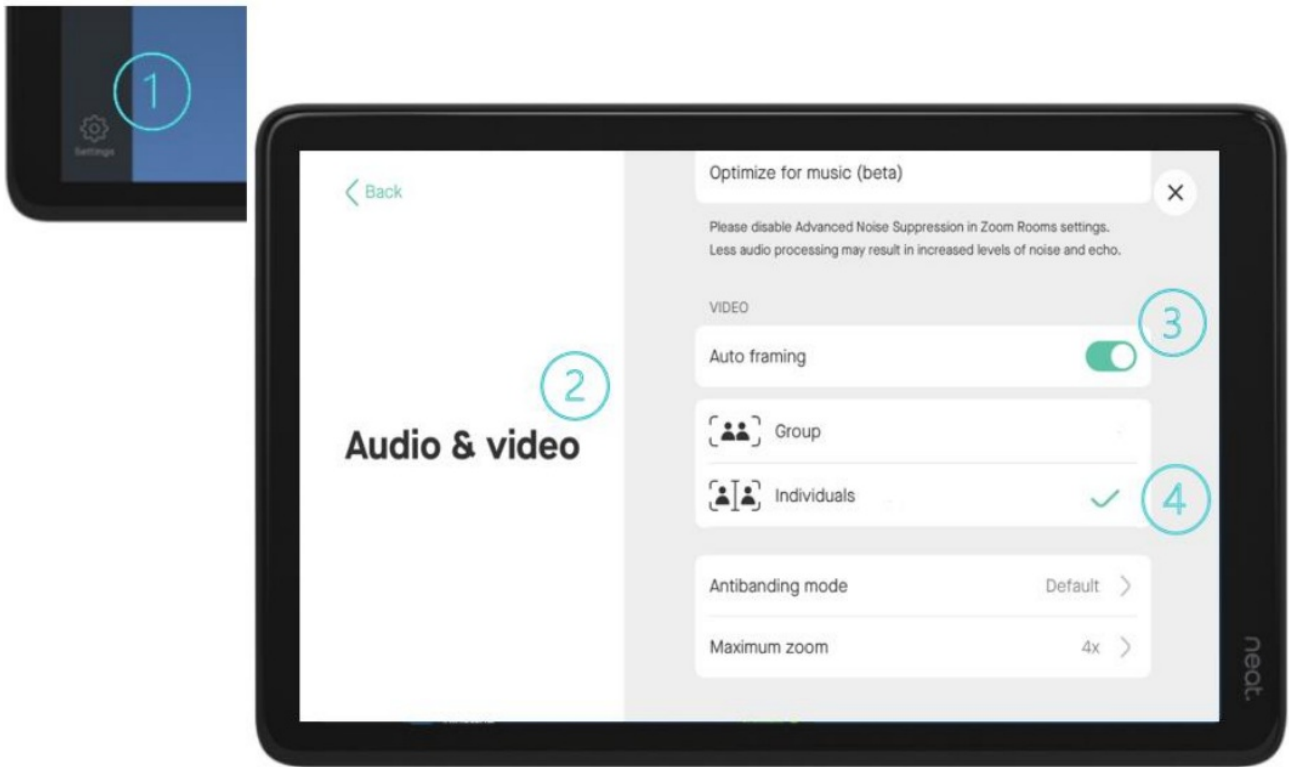 1
Settings
Back
Optimize for music (beta)
Please disable Advanced Noise Suppression in Zoom Rooms settings.
Less audio processing may result in increased levels of noise and echo.
VIDEO
3
Auto framing
2
Audio & video
Group
Individuals
4
Antibanding mode Default
Maximum zoom 4x
neat.